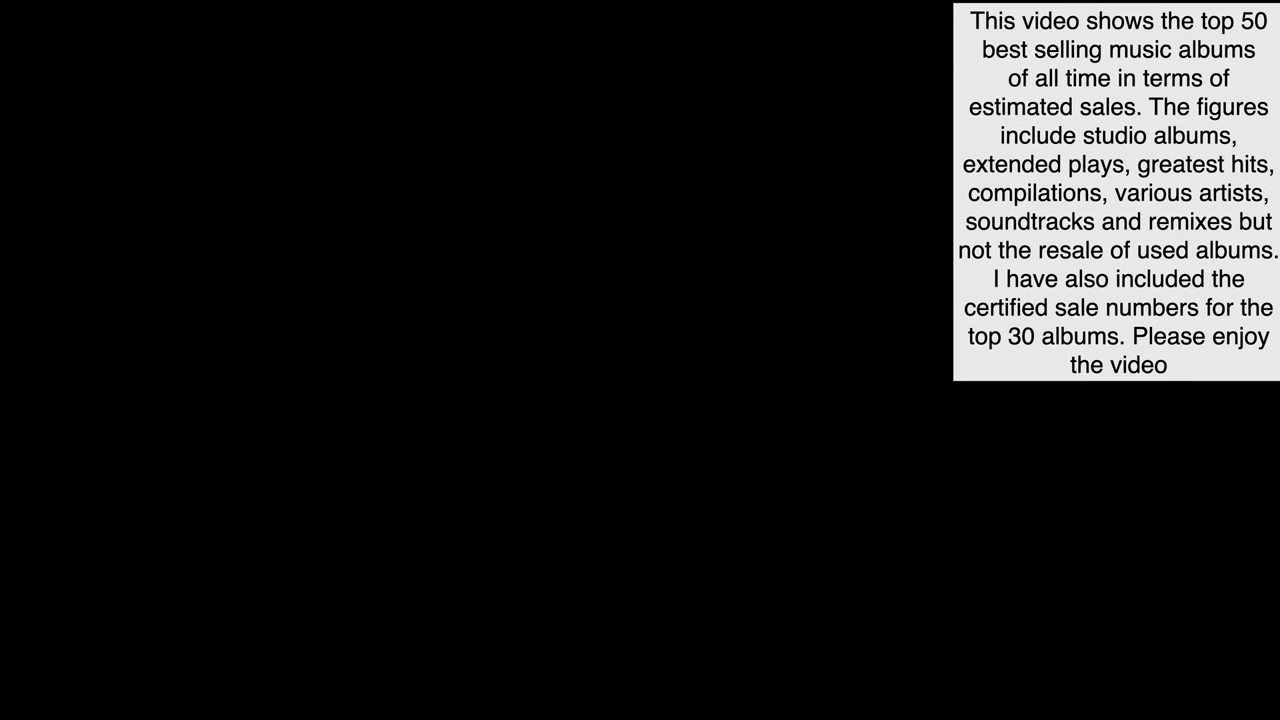 This video shows the top 50
best selling music albums
of all time in terms of
estimated sales. The figures
include studio albums,
extended plays, greatest hits,
compilations, various artists,
soundtracks and remixes but
not the resale of used albums.
I have also included the
certified sale numbers for the
top 30 albums. Please enjoy
the video